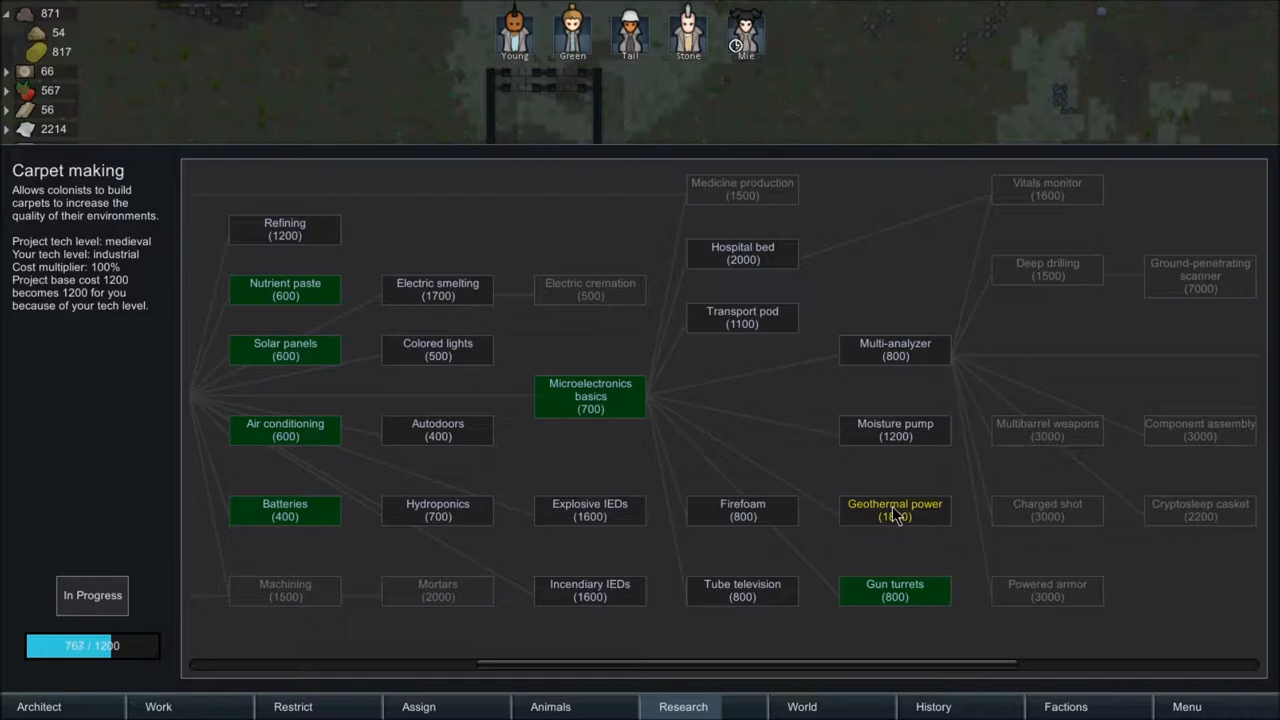 871
54
817
66
567
56
2214
Young
Green
Tall
Stone
Mie
Carpet making
Allows colonists to build
carpets to increase the
quality of their environments.
Project tech level: medieval
Your tech level: industrial
Cost multiplier: 100%
Project base cost 1200
becomes 1200 for you
because of your tech level.
In Progress
/ 1200
Refining
(1200)
Nutrient paste
(600)
Solar panels
(600)
Air conditioning
(600)
Batteries
(400)
Machining
(1500)
Electric smelting
(1700)
Colored lights
(500)
Autodoors
(400)
Hydroponics
(700)
Mortars
(2000)
Electric cremation
(500)
Microelectronics
basics
(700)
Explosive IEDs
(1600)
Incendiary IEDs
(1600)
Medicine production
(1500)
Hospital bed
(2000)
Transport pod
(1100)
Firefoam
(800)
Tube television
(800)
Multi-analyzer
(800)
Moisture pump
(1200)
Geothermal power
Gun turrets
(800)
Vitals monitor
(1600)
Deep drilling
(1500)
Multibarrel weapons
(3000)
Charged shot
(3000)
Powered armor
(3000)
Ground-penetrating
scanner
(7000)
Component assembly
(3000)
Cryptosleep casket
(2200)
Architect
Work
Restrict
Assign
Animals
Research
World
History
Factions
Menu